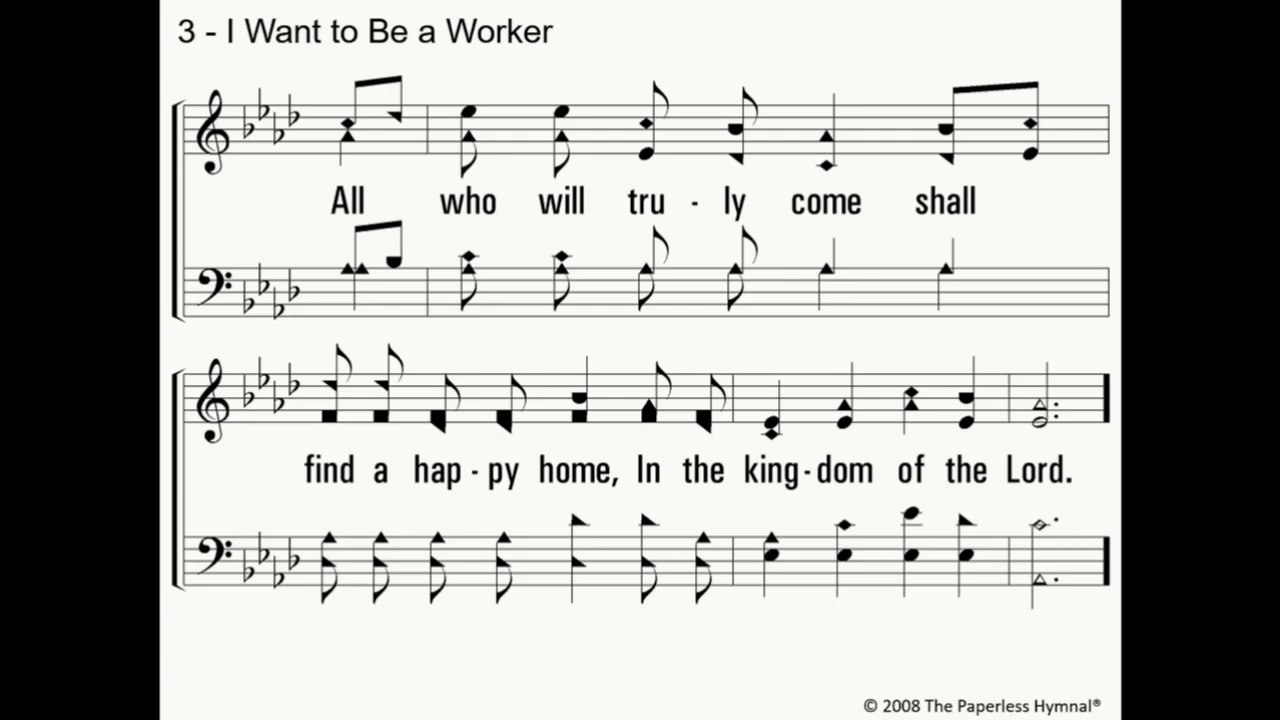 3 - I Want to Be a Worker
All who will tru - ly come shall
find a hap - py home, In the king - dom of the Lord.
© 2008 The Paperless Hymnal®